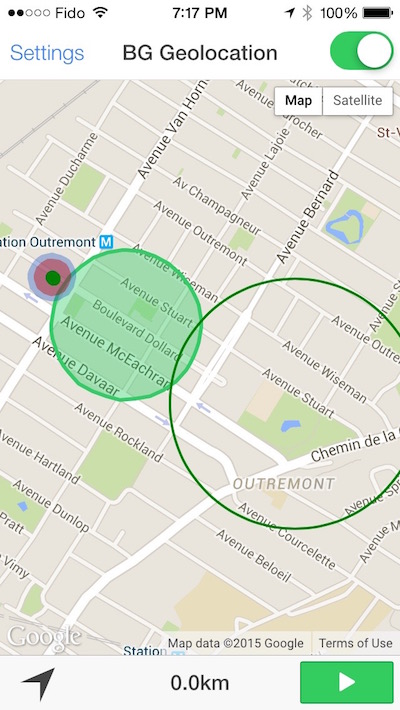 Fido 7:17 PM 100%
Settings BG Geolocation
Map Satellite
Avenue Van Horn
Avenue Lajoie
St-V
Avenue Ducharme
Av Champagneur
Avenue Bernard
Avenue Outremont
ation Outremont M
Avenue Wiseman
Avenue Stuart
Boulevard Dollard
Avenue McEachran
Avenue Outre
Avenue Davaar
Avenue Wiseman
Avenue Stuart
Avenue Rockland
Chemin de la
Avenue Hartland
OUTREMONT
Avenue Dunlop
Pratt
Avenue Courcelette
Vimy
Avenue Beloeil
Google
Map data ©2015 Google Terms of Use
Station
0.0km